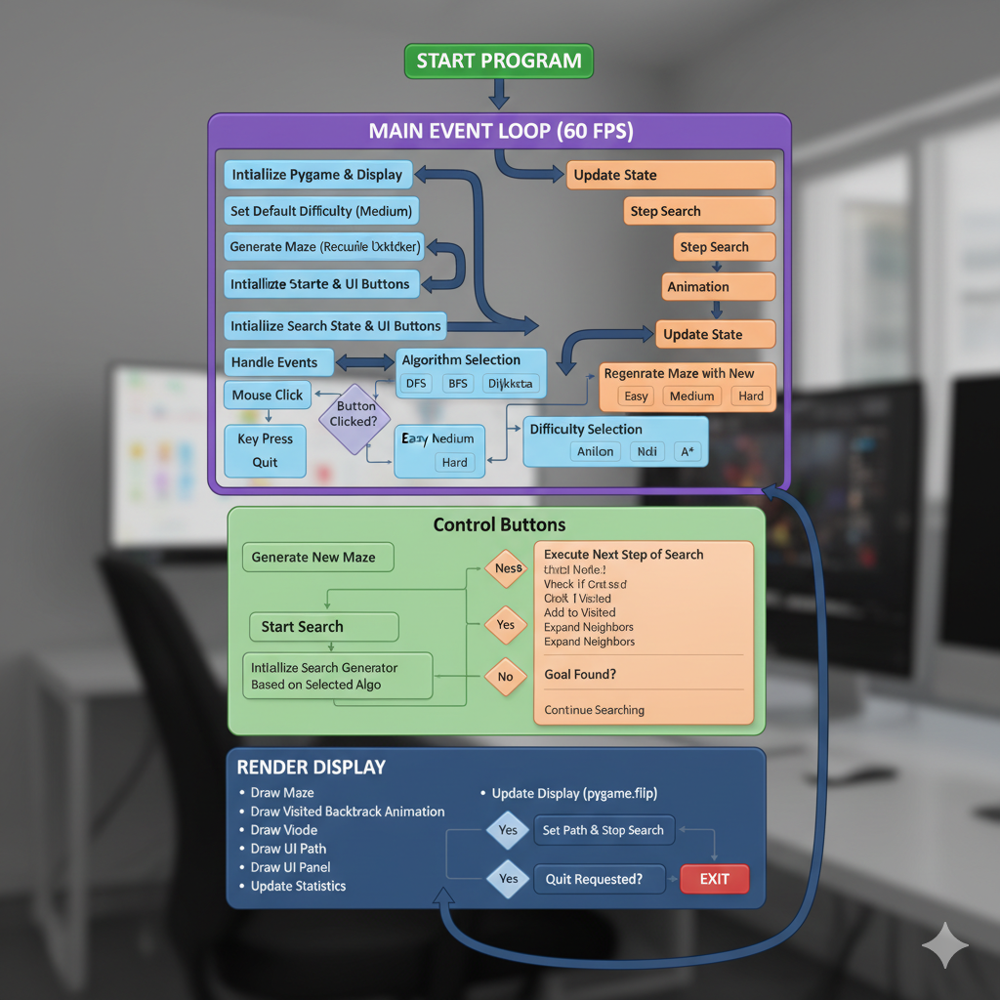 START PROGRAM
MAIN EVENT LOOP (60 FPS)
Intiallize Pygame & Display
Set Default Difficulty (Medium)
Generate Maze
Intiallize Starte & UI Buttons
Intiallize Search State & UI Buttons
Handle Events
Mouse Click
Key Press
Quit
Button
Clicked?
Algorithm Selection
DFS
BFS
Easy Nedium
Hard
Update State
Step Search
Step Search
Animation
Update State
Regenrate Maze with New
Easy
Medium
Hard
Difficulty Selection
Anilon
Ndi
A*
Control Buttons
Generate New Maze
Start Search
Intlallize Search Generator
Based on Selected Algo
Ness
Yes
No
Execute Next Step of Search
Vheck if
Visited
Add to Visited
Expand Neighbors
Expand Neighbors
Goal Found?
Continue Searching
RENDER DISPLAY
• Draw Maze
• Draw Visited Backtrack Animation
• Draw Viode
• Draw UI Path
• Draw UI Panel
• Update Statistics
• Update Display (pygame.flip)
Yes
Set Path & Stop Search
Yes
Quit Requested?
EXIT